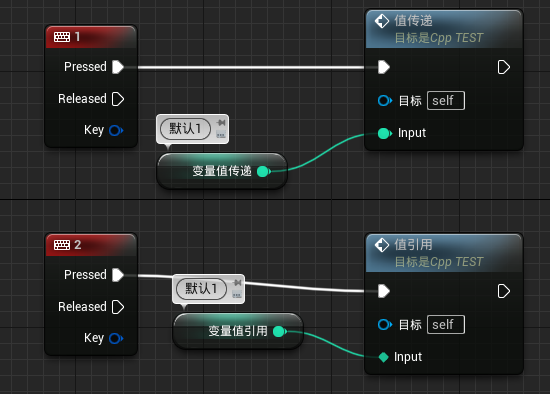 1
Pressed
Released
Key
默认1
变量值传递
值传递
目标是Cpp TEST
目标 self
Input
2
Pressed
Released
Key
默认1
变量值引用
值引用
目标是Cpp TEST
目标 self
Input